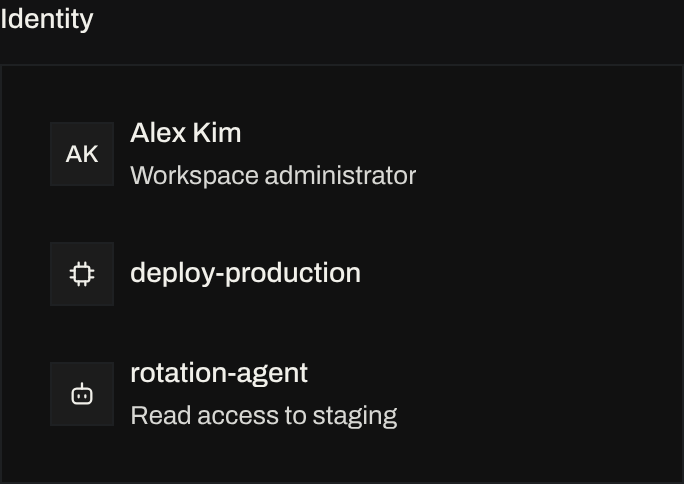 Identity
AK
Alex Kim
Workspace administrator
deploy-production
rotation-agent
Read access to staging